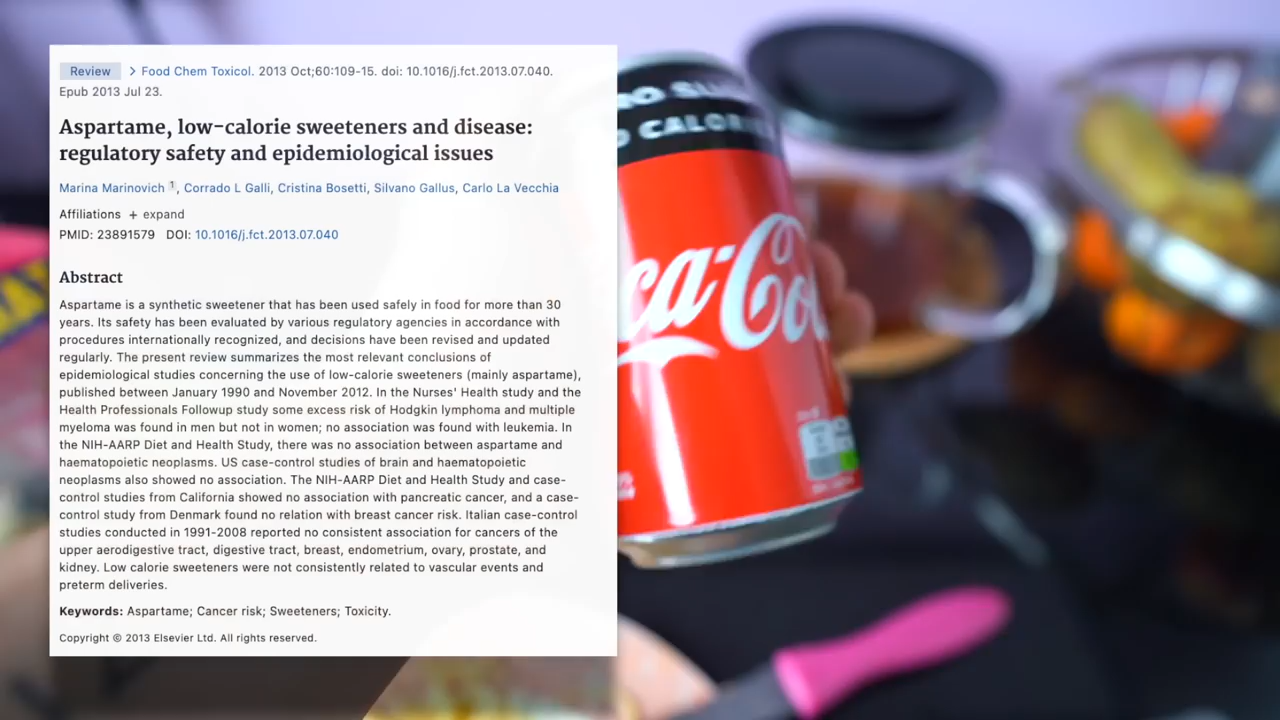 Review > Food Chem Toxicol. 2013 Oct;60:109-15. doi: 10.1016/j.fct.2013.07.040.
Epub 2013 Jul 23.
Aspartame, low-calorie sweeteners and disease:
regulatory safety and epidemiological issues
Marina Marinovich 1, Corrado L Galli, Cristina Bosetti, Silvano Gallus, Carlo La Vecchia
Affiliations + expand
PMID: 23891579 DOI: 10.1016/j.fct.2013.07.040
Abstract
Aspartame is a synthetic sweetener that has been used safely in food for more than 30
years. Its safety has been evaluated by various regulatory agencies in accordance with
procedures internationally recognized, and decisions have been revised and updated
regularly. The present review summarizes the most relevant conclusions of
epidemiological studies concerning the use of low-calorie sweeteners (mainly aspartame),
published between January 1990 and November 2012. In the Nurses' Health study and the
Health Professionals Followup study some excess risk of Hodgkin lymphoma and multiple
myeloma was found in men but not in women; no association was found with leukemia. In
the NIH-AARP Diet and Health Study, there was no association between aspartame and
haematopoietic neoplasms. US case-control studies of brain and haematopoietic
neoplasms also showed no association. The NIH-AARP Diet and Health Study and case-
control studies from California showed no association with pancreatic cancer, and a case-
control study from Denmark found no relation with breast cancer risk. Italian case-control
studies conducted in 1991-2008 reported no consistent association for cancers of the
upper aerodigestive tract, digestive tract, breast, endometrium, ovary, prostate, and
kidney. Low calorie sweeteners were not consistently related to vascular events and
preterm deliveries.
Keywords: Aspartame; Cancer risk; Sweeteners; Toxicity.
Copyright © 2013 Elsevier Ltd. All rights reserved.
ca-Col